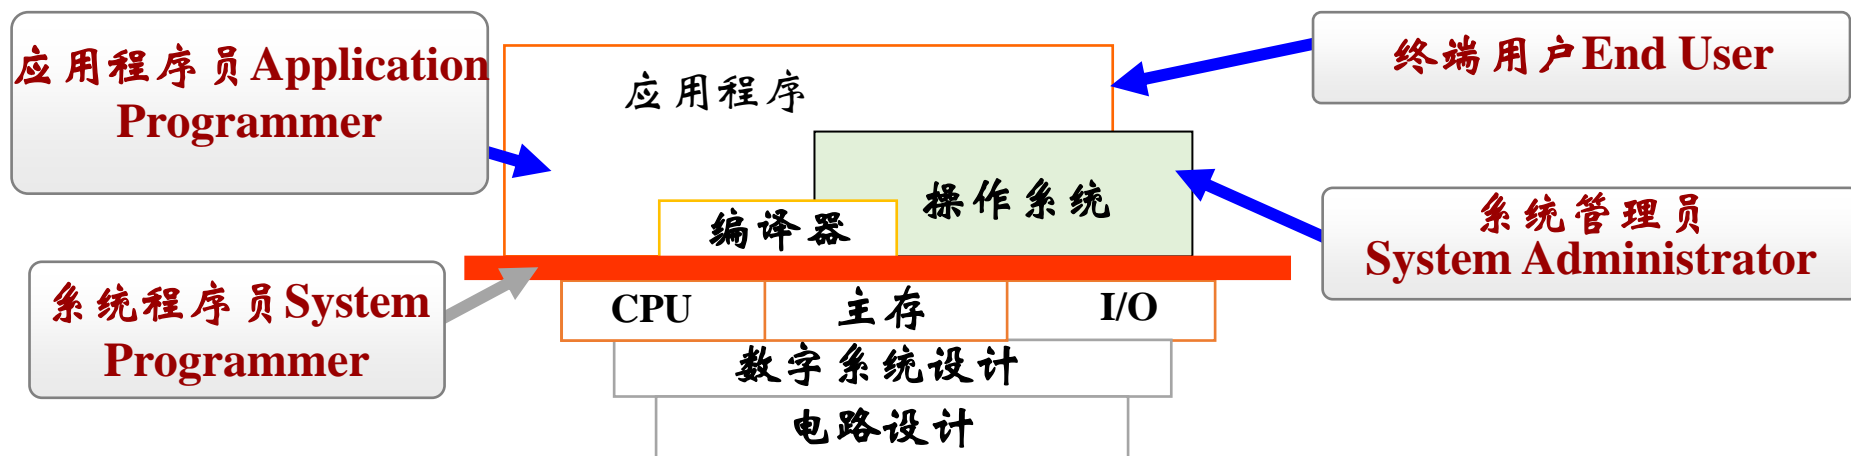 应用程序员Application
Programmer
应用程序
终端用户End User
操作系统
编译器
系统管理员
System Administrator
系统程序员System
Programmer
CPU
主存
I/O
数字系统设计
电路设计